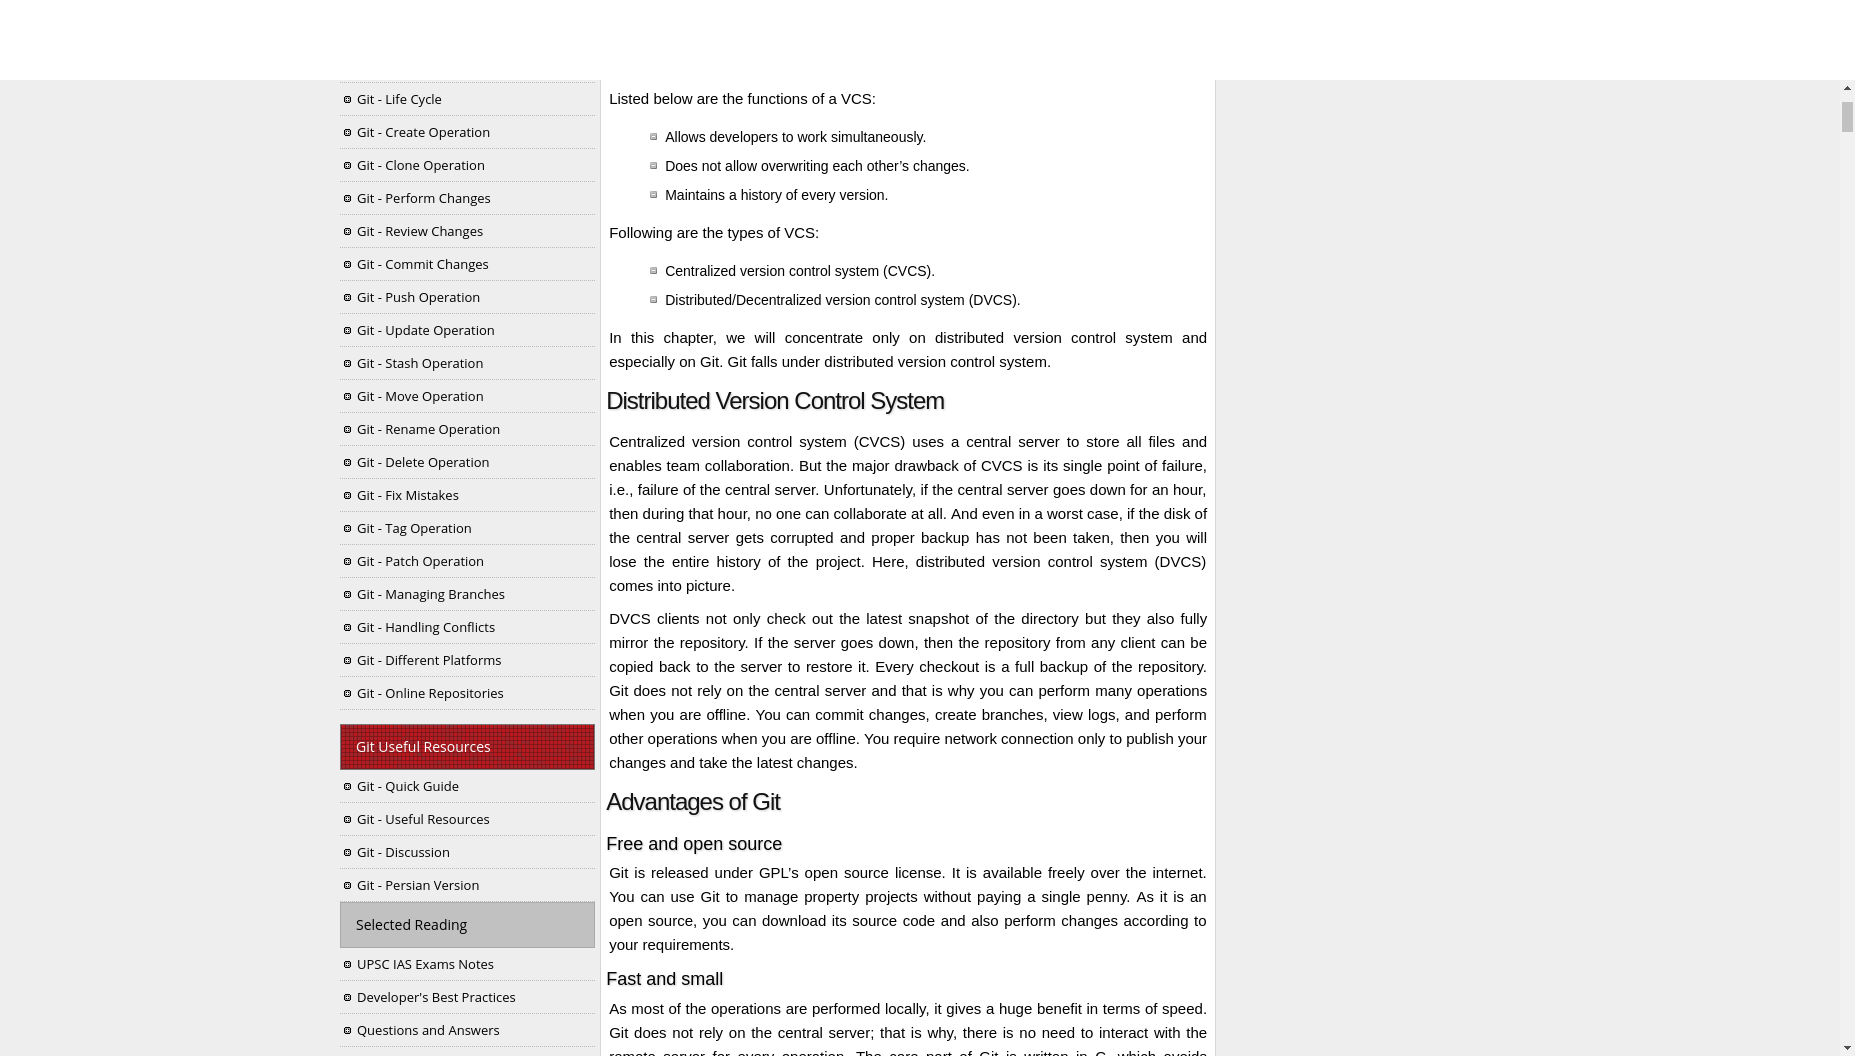 Git - Life Cycle
Git - Create Operation
Git - Clone Operation
Git - Perform Changes
Git - Review Changes
Git - Commit Changes
Git - Push Operation
Git - Update Operation
Git - Stash Operation
Git - Move Operation
Git - Rename Operation
Git - Delete Operation
Git - Fix Mistakes
Git - Tag Operation
Git - Patch Operation
Git - Managing Branches
Git - Handling Conflicts
Git - Different Platforms
Git - Online Repositories
Git Useful Resources
Git - Quick Guide
Git - Useful Resources
Git - Discussion
Git - Persian Version
Selected Reading
UPSC IAS Exams Notes
Developer's Best Practices
Questions and Answers
Listed below are the functions of a VCS:
Allows developers to work simultaneously.
Does not allow overwriting each other’s changes.
Maintains a history of every version.
Following are the types of VCS:
Centralized version control system (CVCS).
Distributed/Decentralized version control system (DVCS).
In this chapter, we will concentrate only on distributed version control system and
especially on Git. Git falls under distributed version control system.
Distributed Version Control System
Centralized version control system (CVCS) uses a central server to store all files and
enables team collaboration. But the major drawback of CVCS is its single point of failure,
i.e., failure of the central server. Unfortunately, if the central server goes down for an hour,
then during that hour, no one can collaborate at all. And even in a worst case, if the disk of
the central server gets corrupted and proper backup has not been taken, then you will
lose the entire history of the project. Here, distributed version control system (DVCS)
comes into picture.
DVCS clients not only check out the latest snapshot of the directory but they also fully
mirror the repository. If the server goes down, then the repository from any client can be
copied back to the server to restore it. Every checkout is a full backup of the repository.
Git does not rely on the central server and that is why you can perform many operations
when you are offline. You can commit changes, create branches, view logs, and perform
other operations when you are offline. You require network connection only to publish your
changes and take the latest changes.
Advantages of Git
Free and open source
Git is released under GPL’s open source license. It is available freely over the internet.
You can use Git to manage property projects without paying a single penny. As it is an
open source, you can download its source code and also perform changes according to
your requirements.
Fast and small
As most of the operations are performed locally, it gives a huge benefit in terms of speed.
Git does not rely on the central server; that is why, there is no need to interact with the
remote server for every operation. The core part of Git is written in C, which avoids